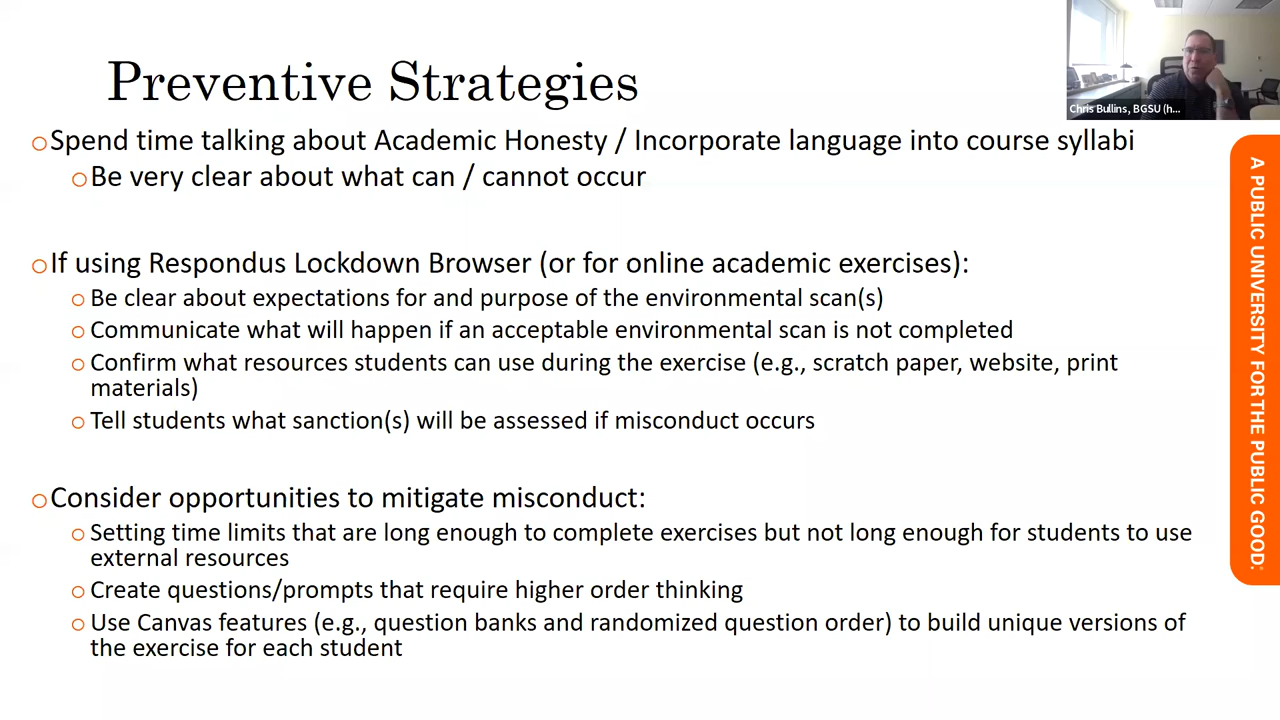 Preventive Strategies
Chris Bullins, BGSU (h...
Spend time talking about Academic Honesty / Incorporate language into course syllabi
Be very clear about what can / cannot occur
If using Respondus Lockdown Browser (or for online academic exercises):
Be clear about expectations for and purpose of the environmental scan(s)
Communicate what will happen if an acceptable environmental scan is not completed
Confirm what resources students can use during the exercise (e.g., scratch paper, website, print
materials)
Tell students what sanction(s) will be assessed if misconduct occurs
Consider opportunities to mitigate misconduct:
Setting time limits that are long enough to complete exercises but not long enough for students to use
external resources
Create questions/prompts that require higher order thinking
Use Canvas features (e.g., question banks and randomized question order) to build unique versions of
the exercise for each student
A PUBLIC UNIVERSITY FOR THE PUBLIC GOOD.